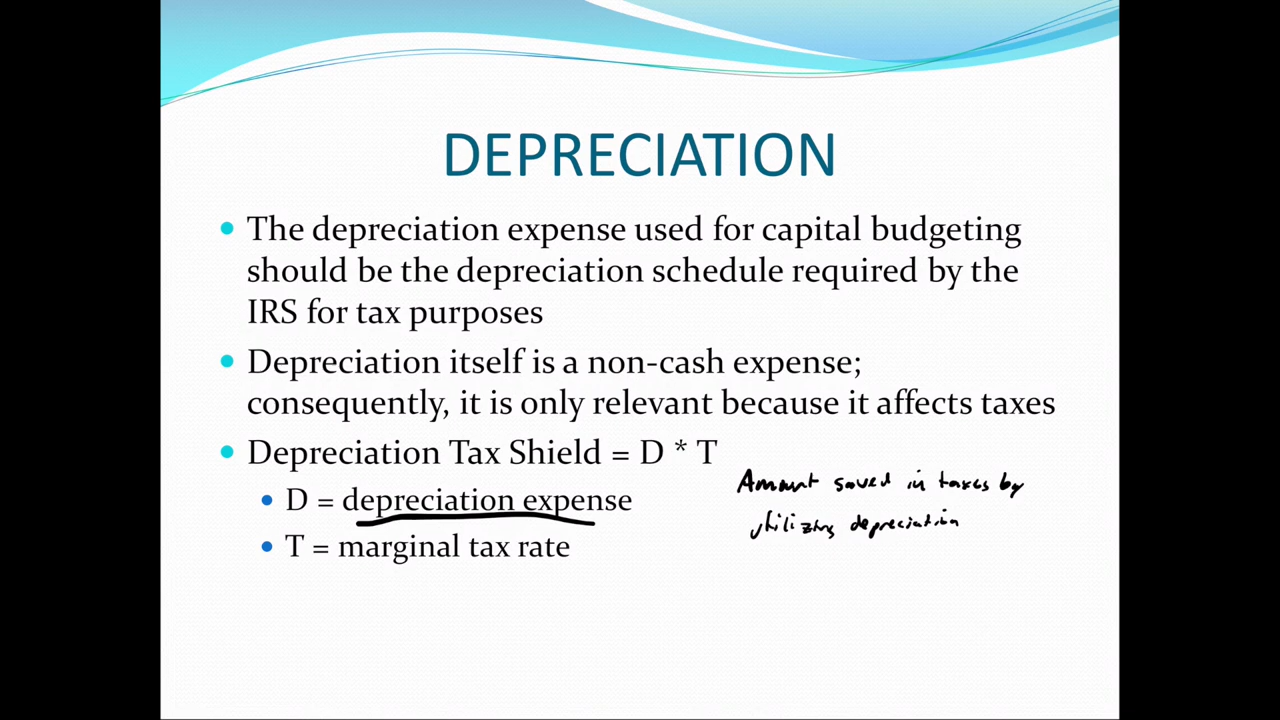 DEPRECIATION
• The depreciation expense used for capital budgeting
should be the depreciation schedule required by the
IRS for tax purposes
• Depreciation itself is a non-cash expense;
consequently, it is only relevant because it affects taxes
• Depreciation Tax Shield = D * T
• D = depreciation expense
• T = marginal tax rate
Amount saved in taxes by
utilizing depreciation